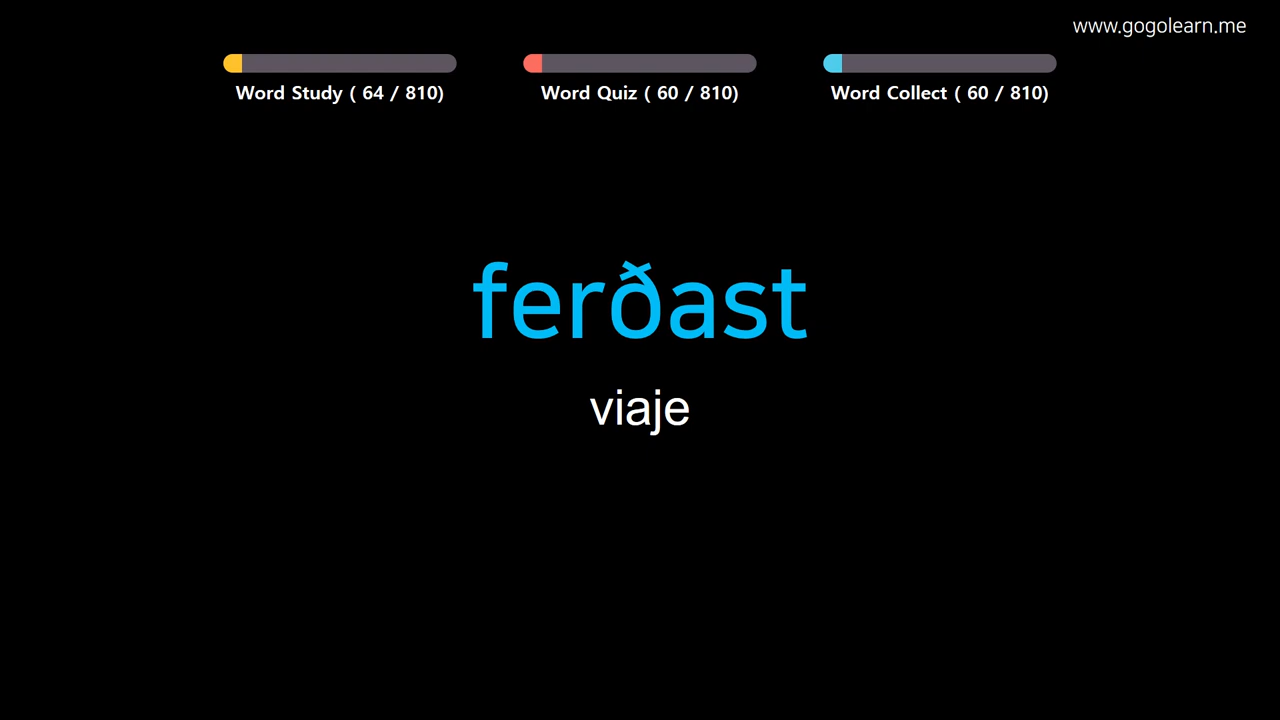 www.gogolearn.me
Word Study ( 64 / 810)
Word Quiz ( 60 / 810)
Word Collect ( 60 / 810)
ferðast
viaje